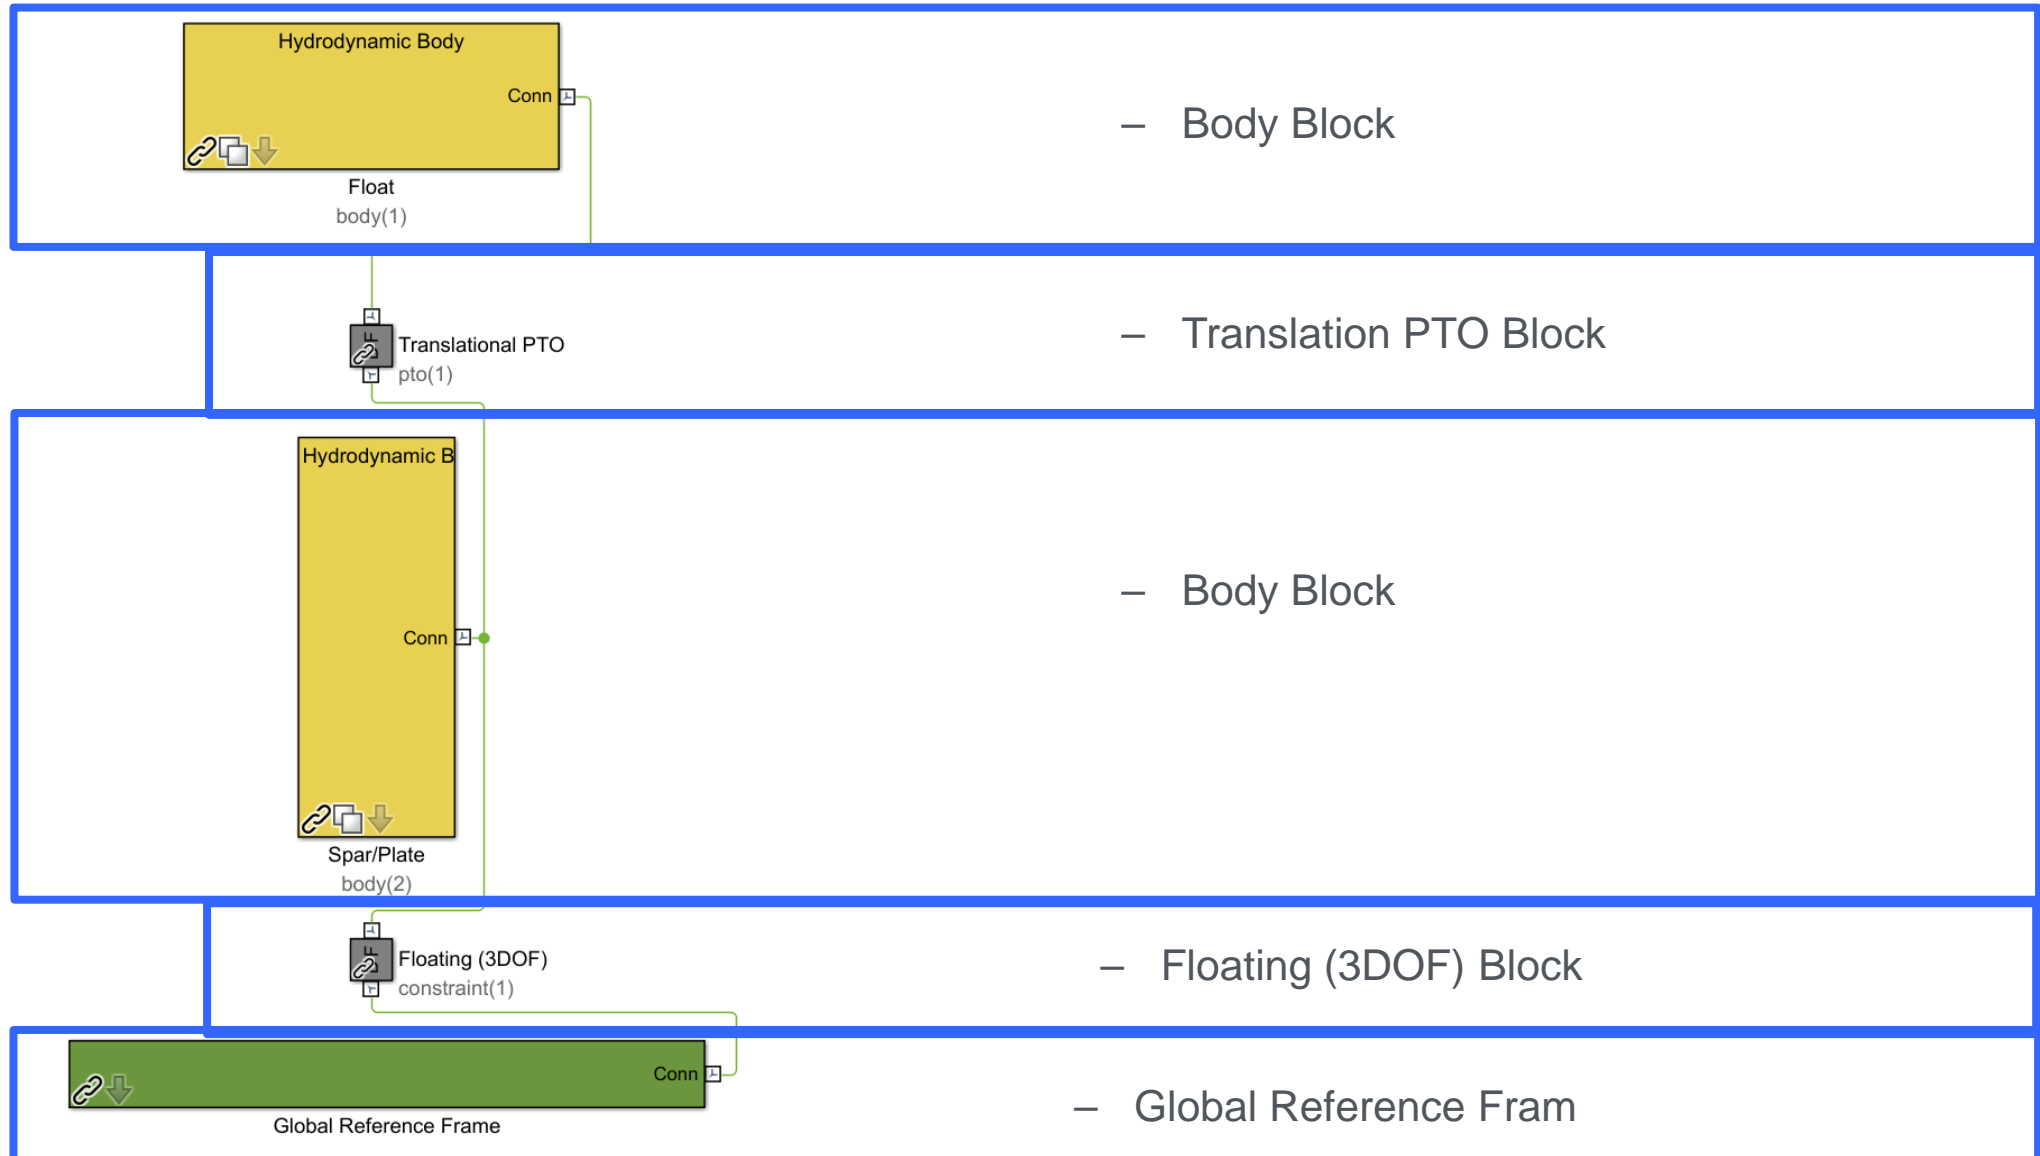 Hydrodynamic Body
Conn
Float
body(1)
– Body Block
Translational PTO
pto(1)
– Translation PTO Block
Hydrodynamic B
Conn
Spar/Plate
body(2)
– Body Block
Floating (3DOF)
constraint(1)
– Floating (3DOF) Block
Conn
Global Reference Frame
– Global Reference Fram